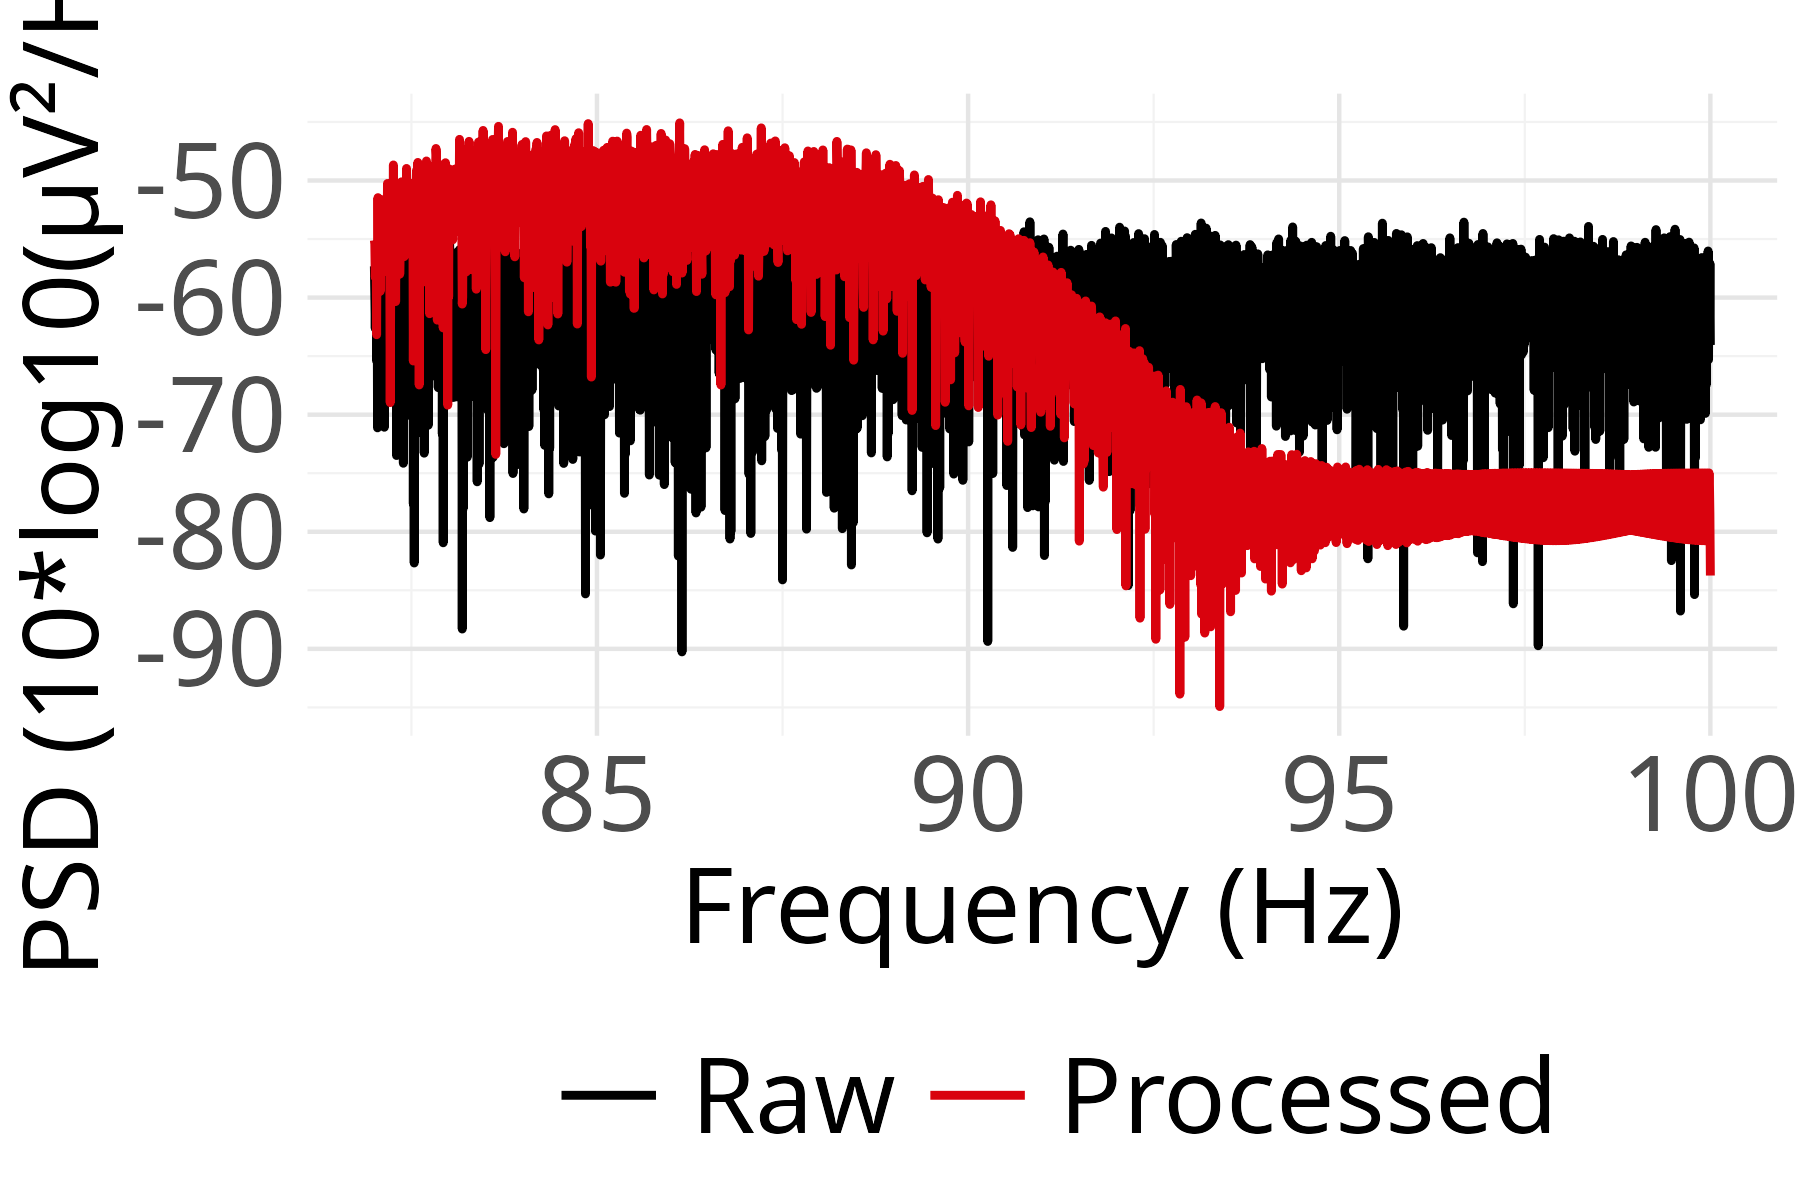 PSD (10*log10(µV²/H
-50
-60
-70
-80
-90
85 90 95 100
Frequency (Hz)
Raw Processed